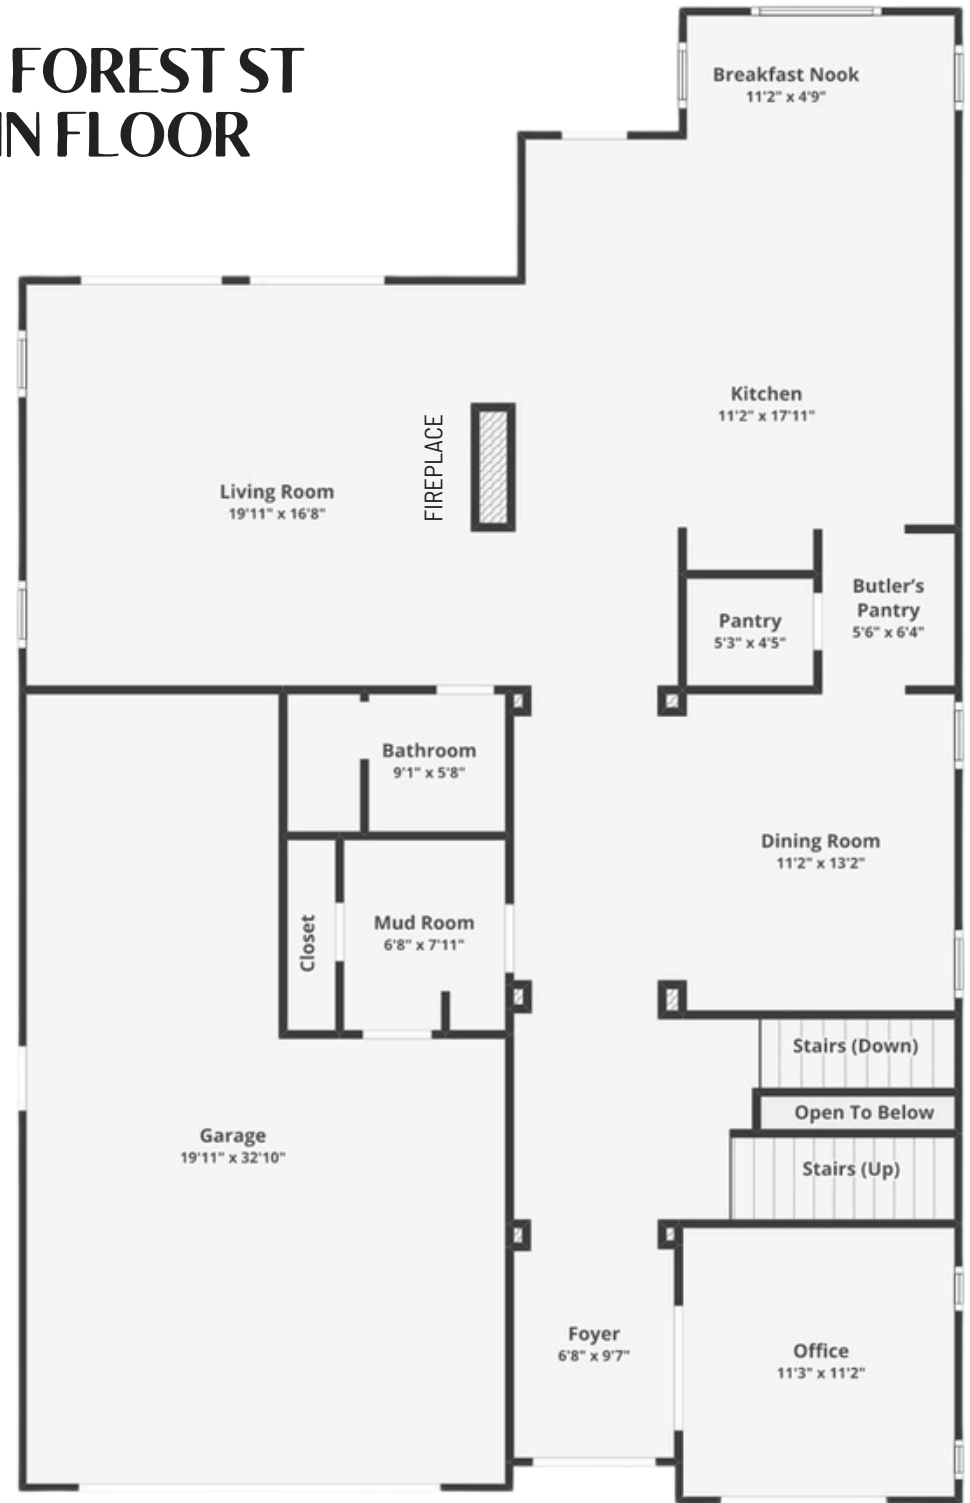 FOREST ST
IN FLOOR
Breakfast Nook
11'2" x 4'9"
Kitchen
11'2" x 17'11"
FIREPLACE
Living Room
19'11" x 16'8"
Butler's
Pantry
5'6" x 6'4"
Pantry
5'3" x 4'5"
Bathroom
9'1" x 5'8"
Dining Room
11'2" x 13'2"
Closet
Mud Room
6'8" x 7'11"
Stairs (Down)
Open To Below
Stairs (Up)
Garage
19'11" x 32'10"
Foyer
6'8" x 9'7"
Office
11'3" x 11'2"